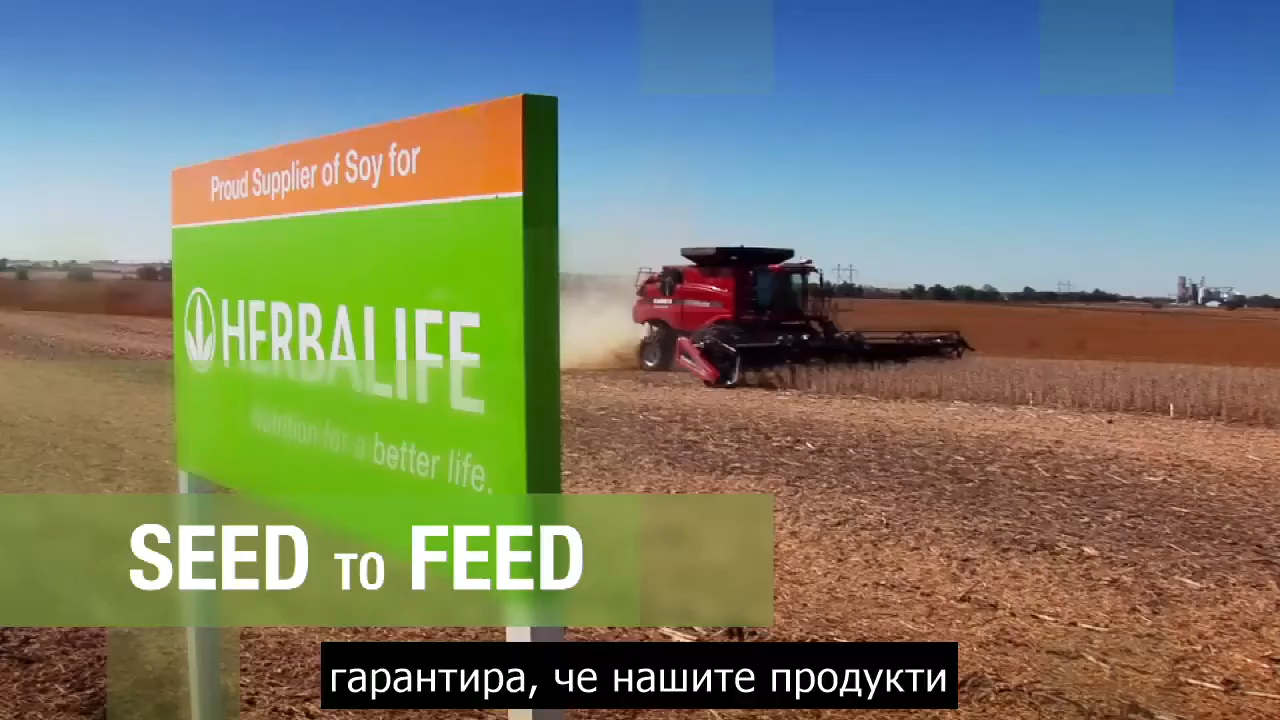 Proud Supplier of Soy for
HERBALIFE
Nutrition for a better life.
SEED TO FEED
гарантира, че нашите продукти